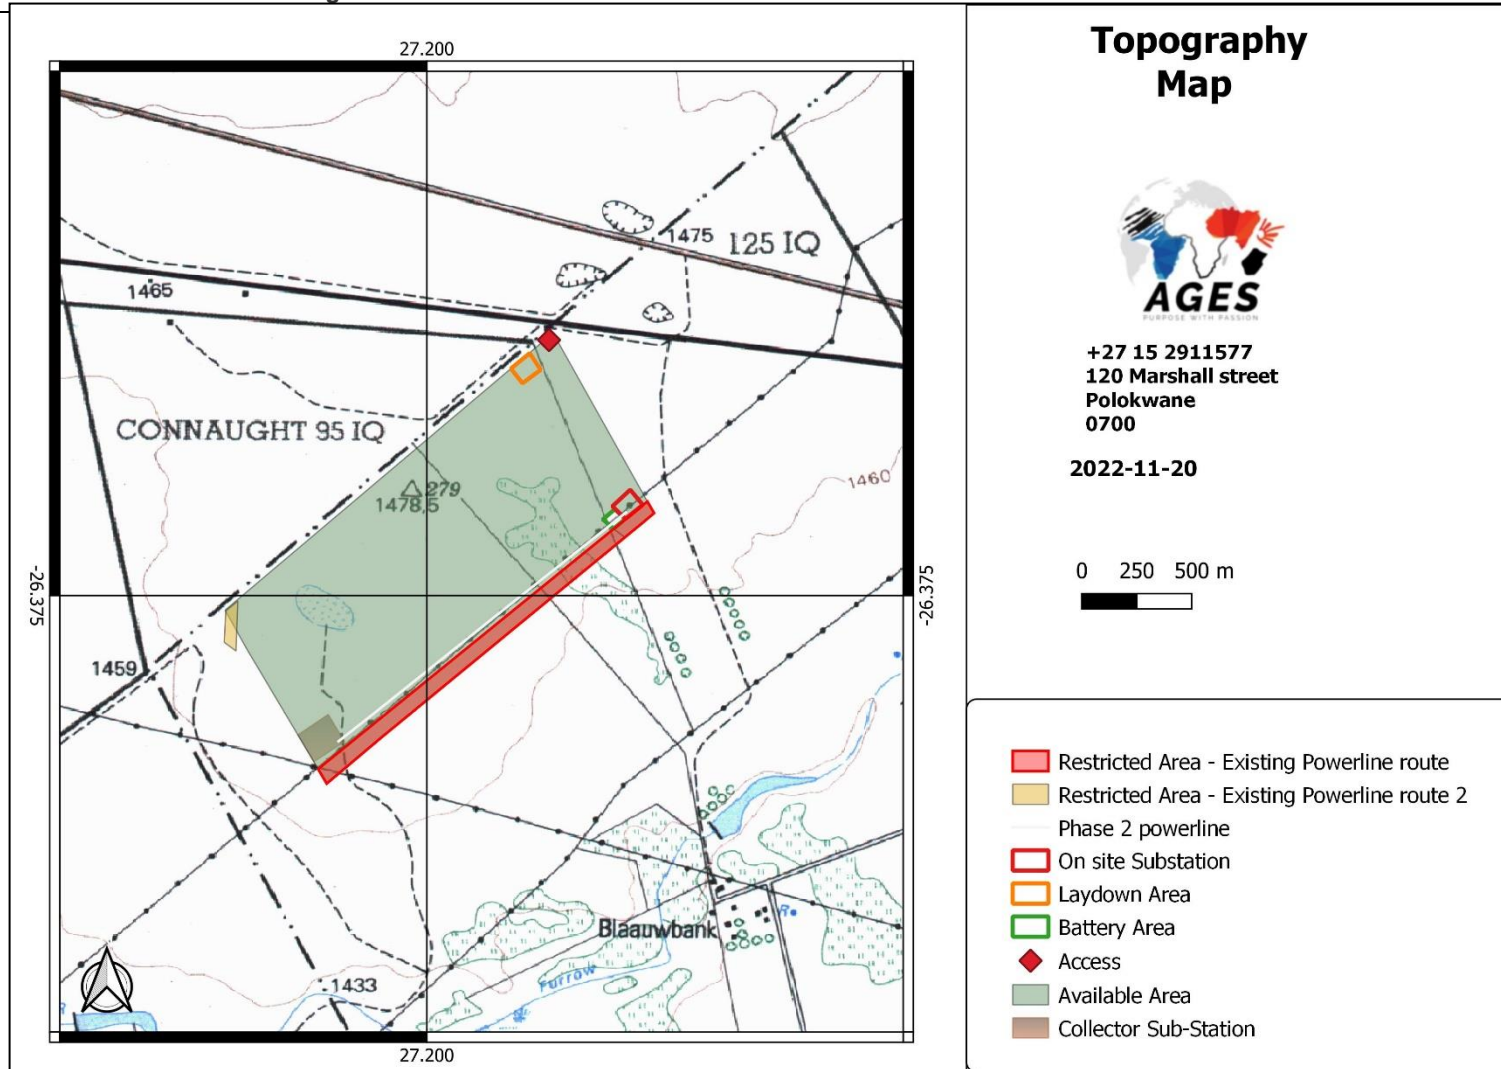 27.200
Topography
Map
1475
125 IQ
1465
AGES
PURPOSE WITH PASSION
+27 15 2911577
120 Marshall street
Polokwane
0700
CONNAUGHT 95 IQ
2022-11-20
279
1478,5
1460
-26.375
-26.375
0 250 500 m
1459
Restricted Area - Existing Powerline route
Restricted Area - Existing Powerline route 2
Phase 2 powerline
On site Substation
Laydown Area
Battery Area
Access
Available Area
Collector Sub-Station
Blaauwbank
R
Furrow
1433
R
27.200